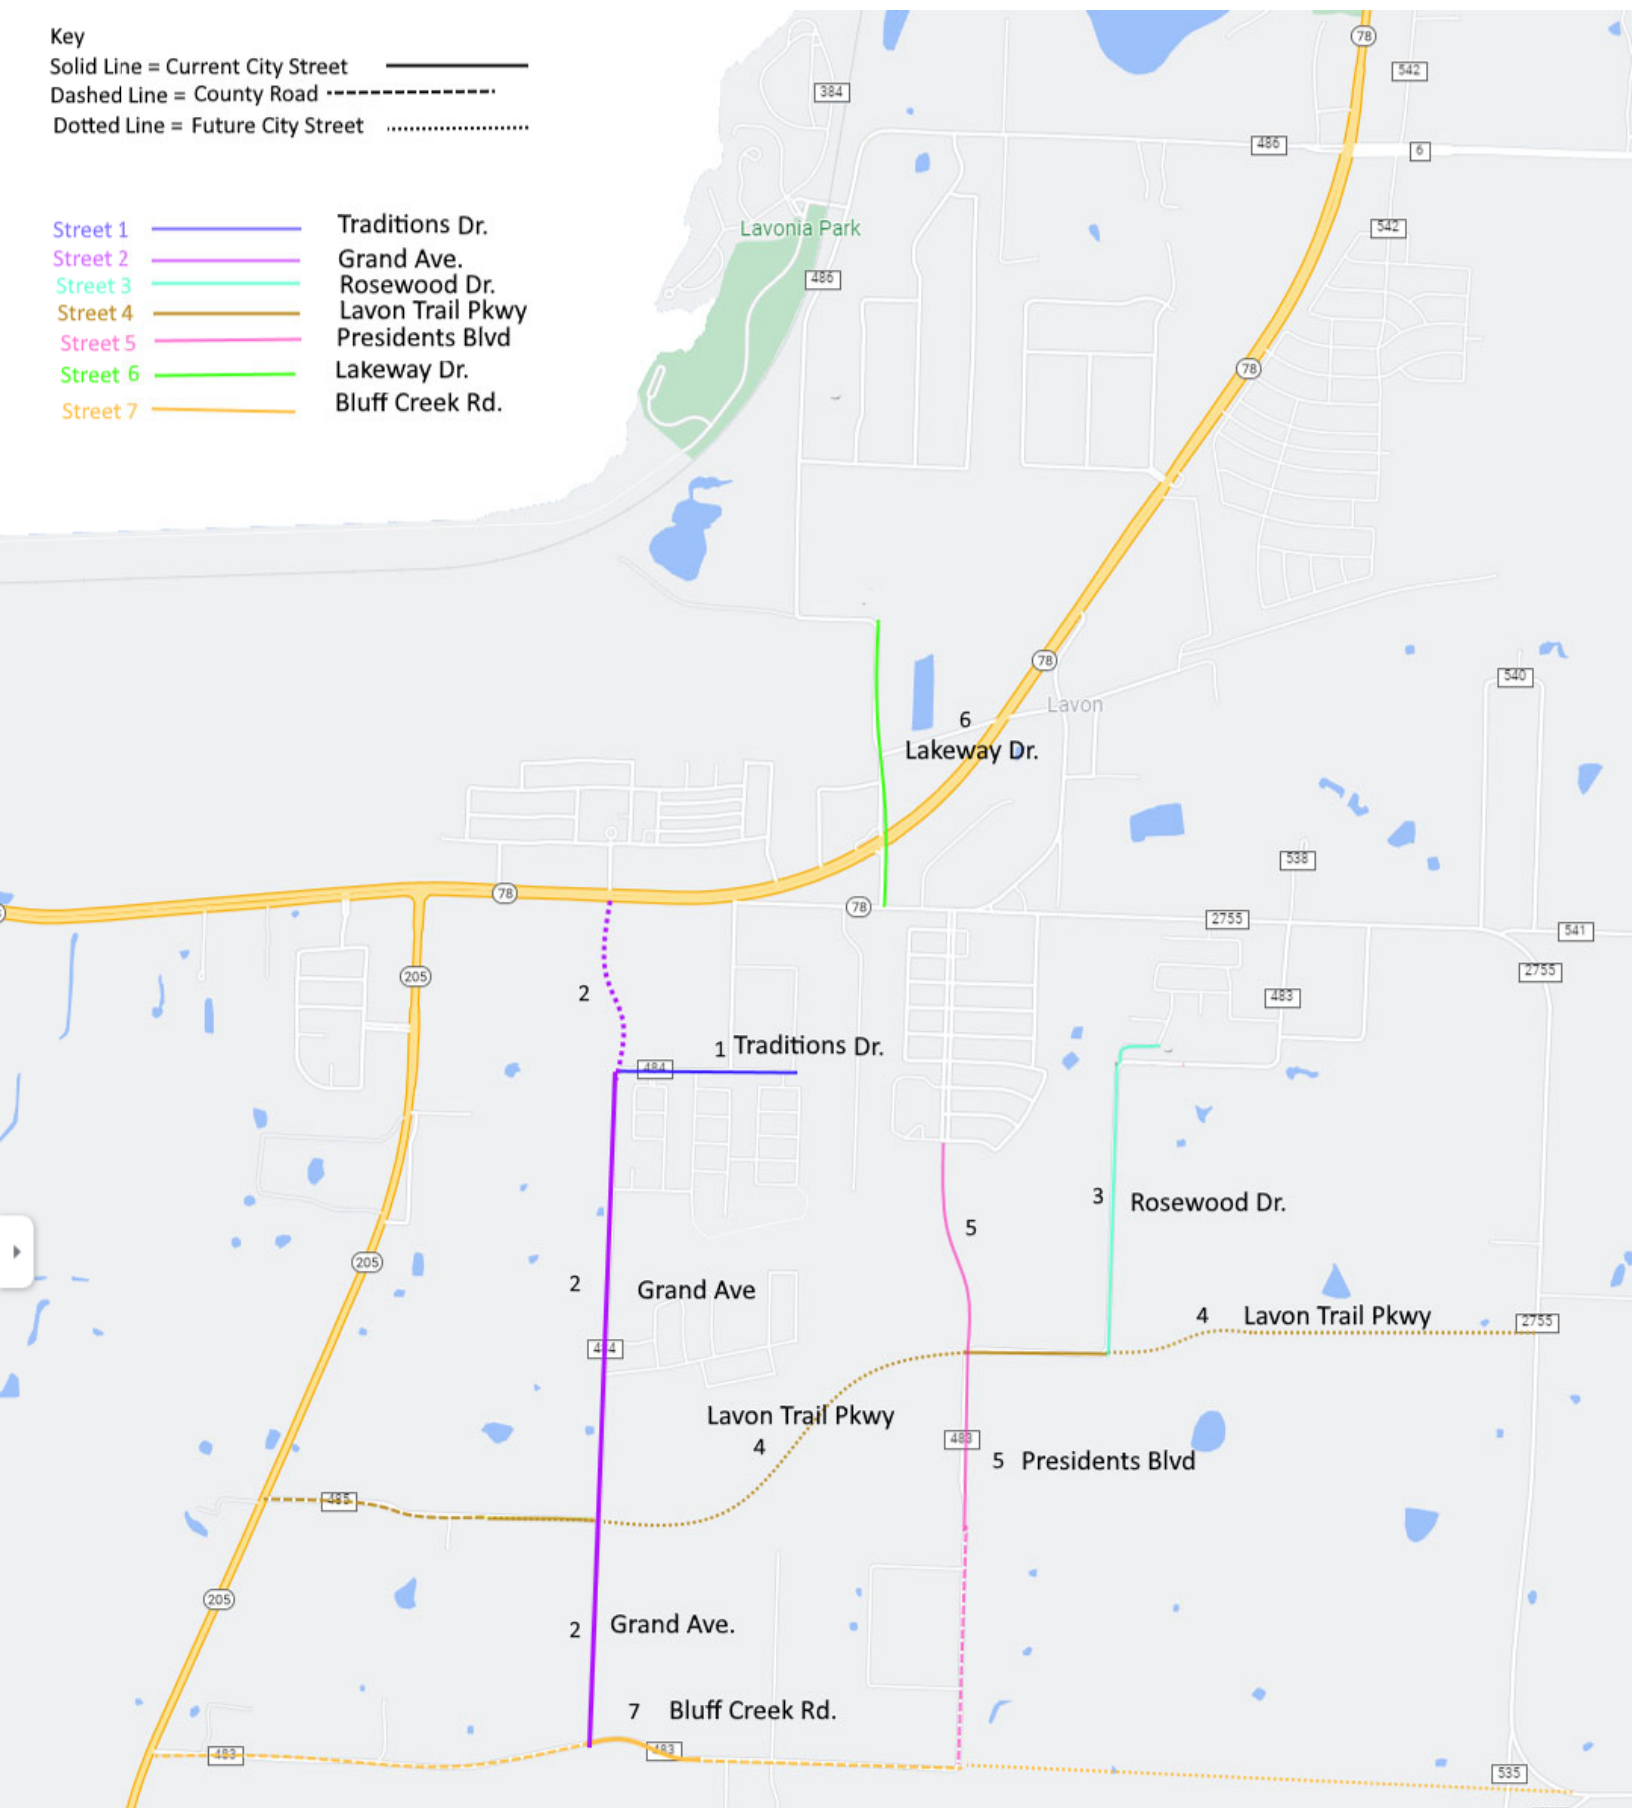 Key
Solid Line = Current City Street
Dashed Line = County Road
Dotted Line = Future City Street
Street 1 Traditions Dr.
Street 2 Grand Ave.
Street 3 Rosewood Dr.
Street 4 Lavon Trail Pkwy
Street 5 Presidents Blvd
Street 6 Lakeway Dr.
Street 7 Bluff Creek Rd.
78
542
384
486
6
Lavonia Park
542
486
78
78
540
Lavon
6
Lakeway Dr.
538
78
78
2755
541
205
2755
2
483
1 Traditions Dr.
484
3 Rosewood Dr.
5
205
2
Grand Ave
4 Lavon Trail Pkwy
2755
484
Lavon Trail Pkwy
4
483
5 Presidents Blvd
485
205
2 Grand Ave.
7 Bluff Creek Rd.
483
483
535